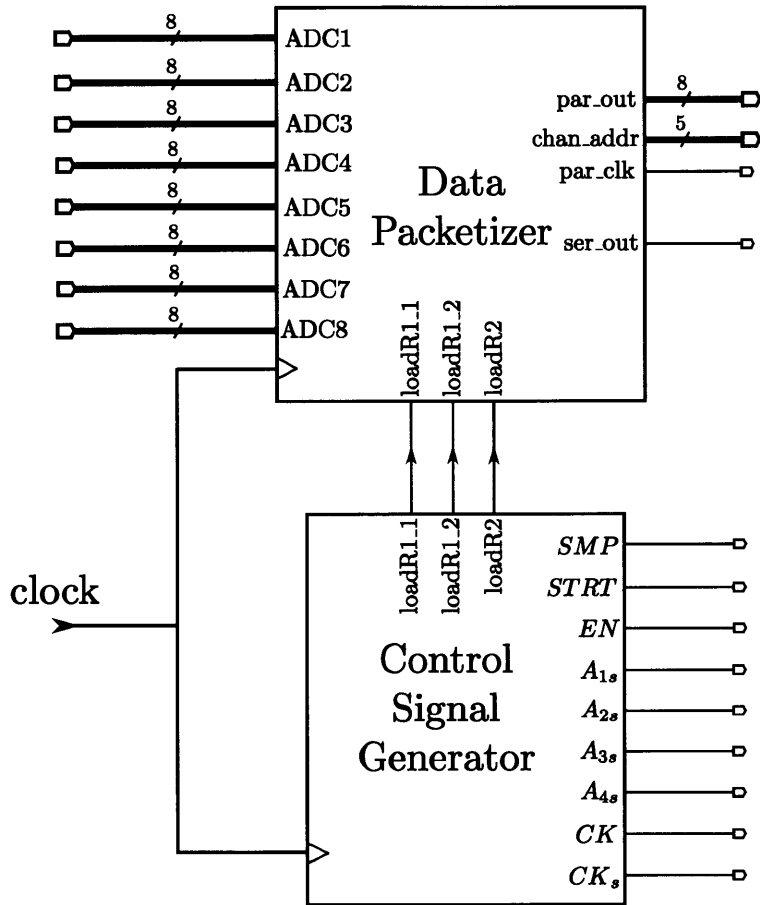 8
ADC1
8
ADC2
8
ADC3
8
ADC4
8
ADC5
8
ADC6
8
ADC7
8
ADC8
Data
Packetizer
8
par_out
5
chan_addr
par_clk
ser_out
loadR1_1
loadR1_2
loadR2
loadR1_1
loadR1_2
loadR2
clock
Control
Signal
Generator
SMP
STRT
EN
A1s
A2s
A3s
A4s
CK
CKs